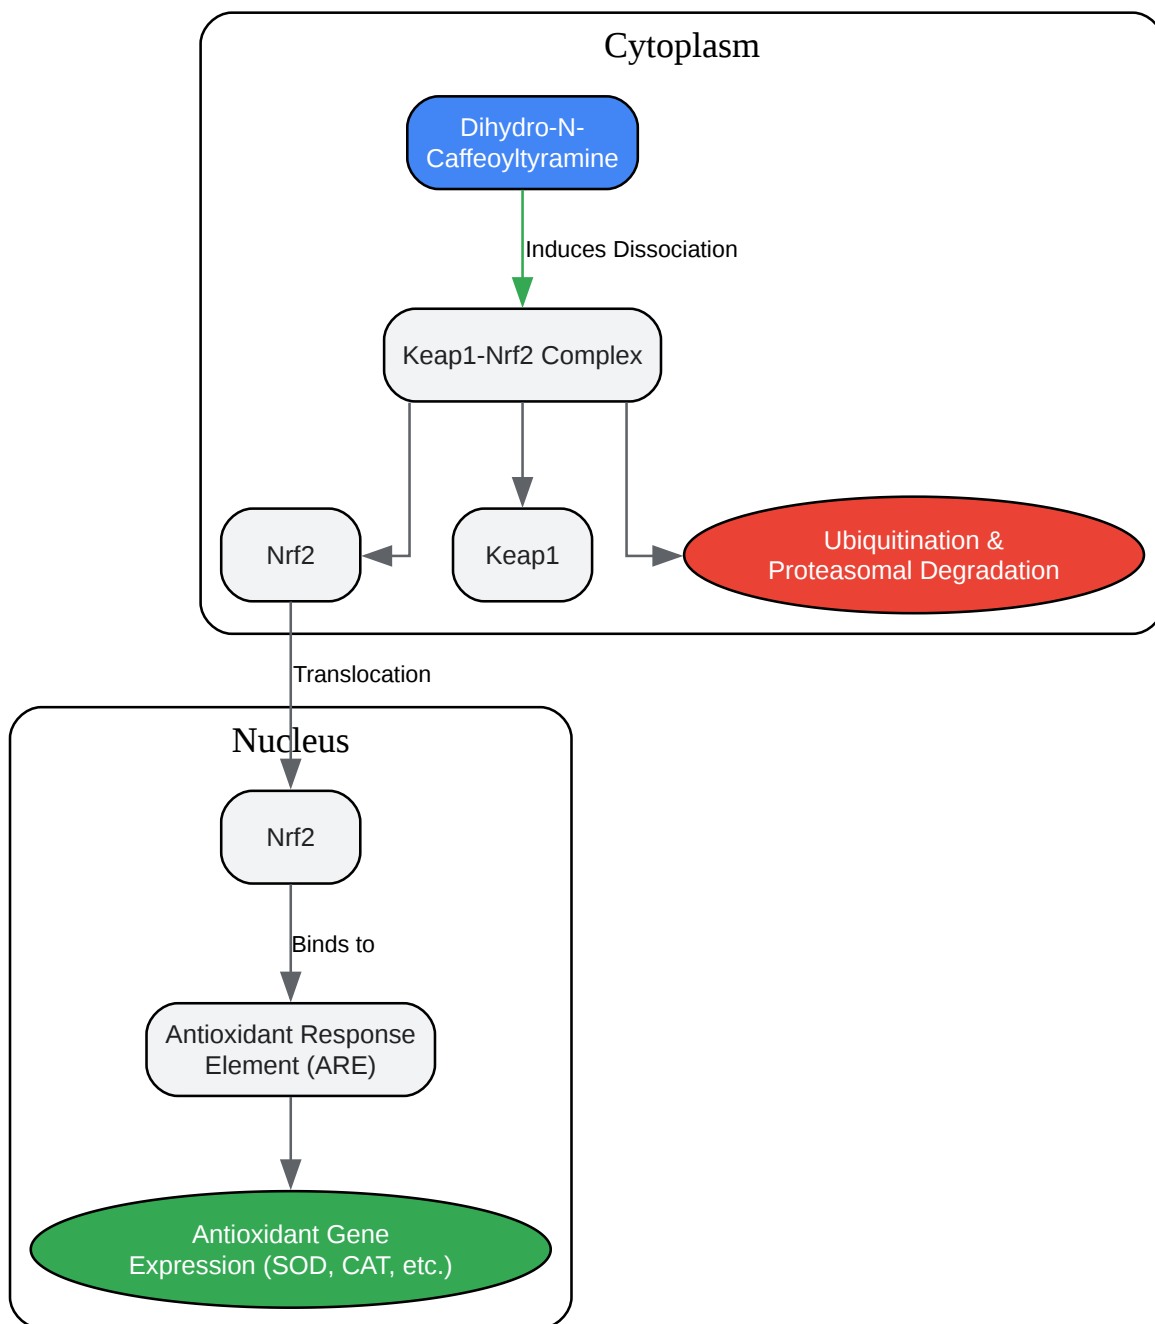 Cytoplasm
Dihydro-N-
Caffeoyltyramine
Induces Dissociation
Keap1-Nrf2 Complex
Nrf2
Keap1
Ubiquitination &
Proteasomal Degradation
Translocation
Nucleus
Nrf2
Binds to
Antioxidant Response
Element (ARE)
Antioxidant Gene
Expression (SOD, CAT, etc.)